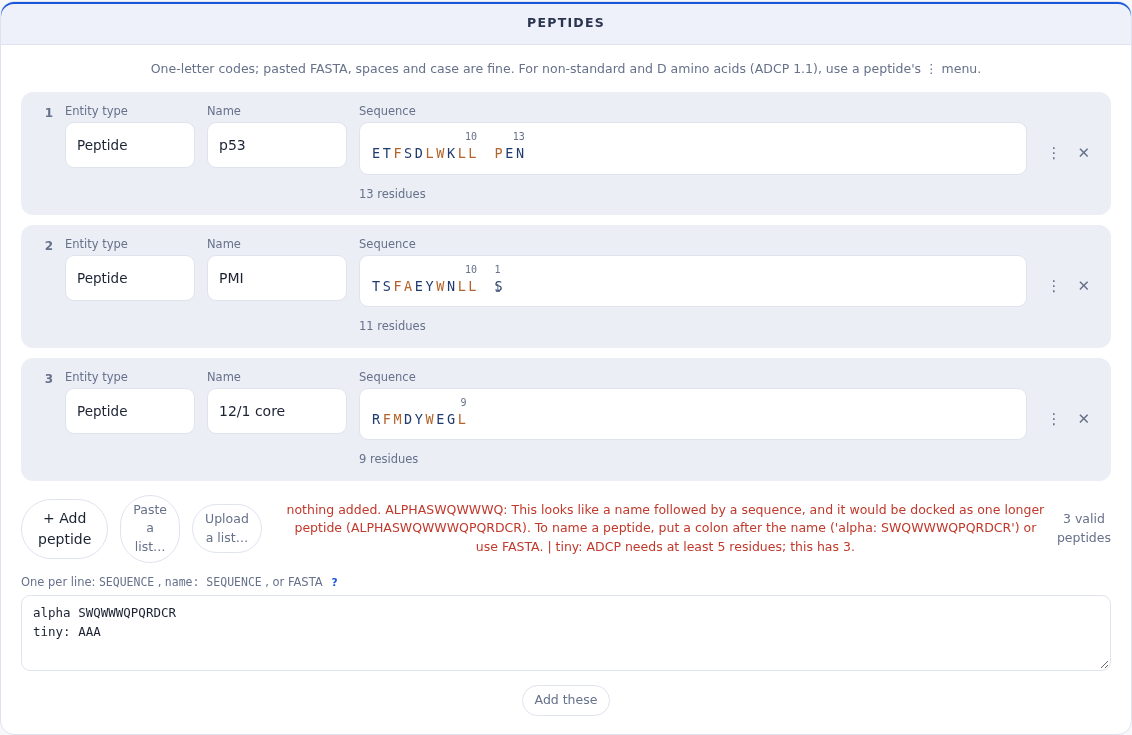 PEPTIDES
One-letter codes; pasted FASTA, spaces and case are fine. For non-standard and D amino acids (ADCP 1.1), use a peptide's ⋮ menu.
1 Entity type Name Sequence
10 13
Peptide p53 ETFSDLWKLL PEN ⋮ ✕
13 residues
2 Entity type Name Sequence
10 1
Peptide PMI TSFAEYWNLL S ⋮ ✕
11 residues
3 Entity type Name Sequence
9
Peptide 12/1 core RFMDYWEGL ⋮ ✕
9 residues
+ Add
peptide
Paste
a
list...
Upload
a list...
nothing added. ALPHASWQWWWQ: This looks like a name followed by a sequence, and it would be docked as one longer
peptide (ALPHASWQWWWQPQRDCR). To name a peptide, put a colon after the name ('alpha: SWQWWWQPQRDCR') or
use FASTA. | tiny: ADCP needs at least 5 residues; this has 3.
3 valid
peptides
One per line: SEQUENCE, name: SEQUENCE, or FASTA ?
alpha SWQWWWQPQRDCR
tiny: AAA
Add these